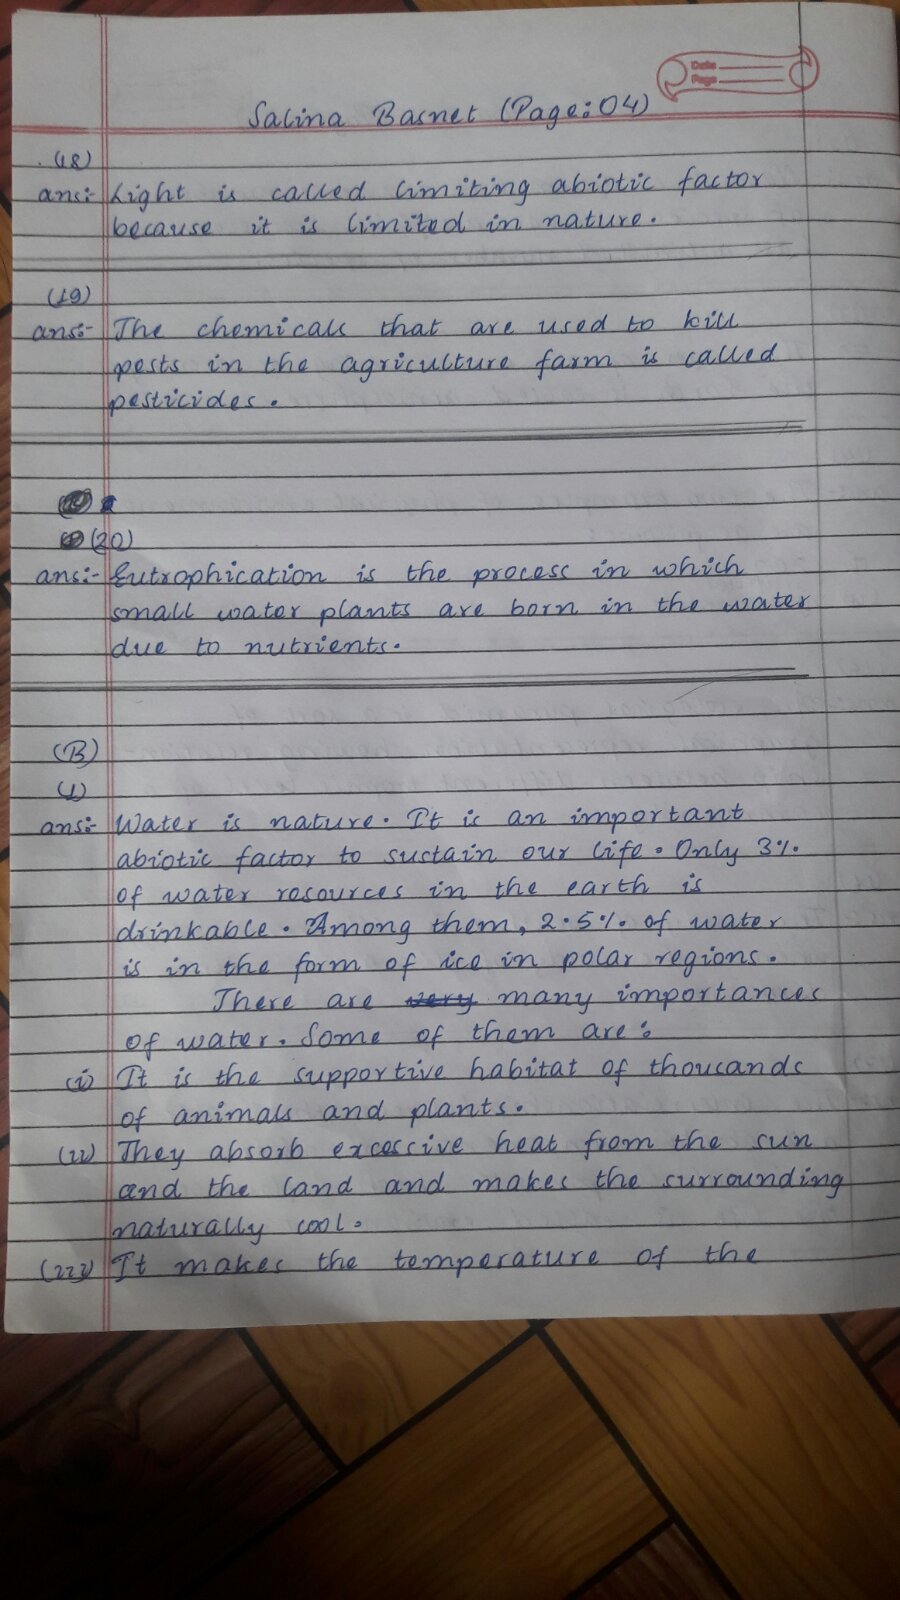 Date
Page
Salina Basnet (Page:04)
(18)
ans:- Light is called limiting abiotic factor
because it is limited in nature.
(19)
ans:- The chemicals that are used to kill
pests in the agriculture farm is called
pesticides.
(20)
ans:- Eutrophication is the process in which
small water plants are born in the water
due to nutrients.
(B)
(1)
ans:- Water is nature. It is an important
abiotic factor to sustain our life. Only 3%
of water resources in the earth is
drinkable. Among them, 2.5% of water
is in the form of ice in polar regions.
There are very many importances
of water. Some of them are:
(i) It is the supportive habitat of thousands
of animals and plants.
(ii) They absorb excessive heat from the sun
and the land and makes the surrounding
naturally cool.
(iii) It makes the temperature of the